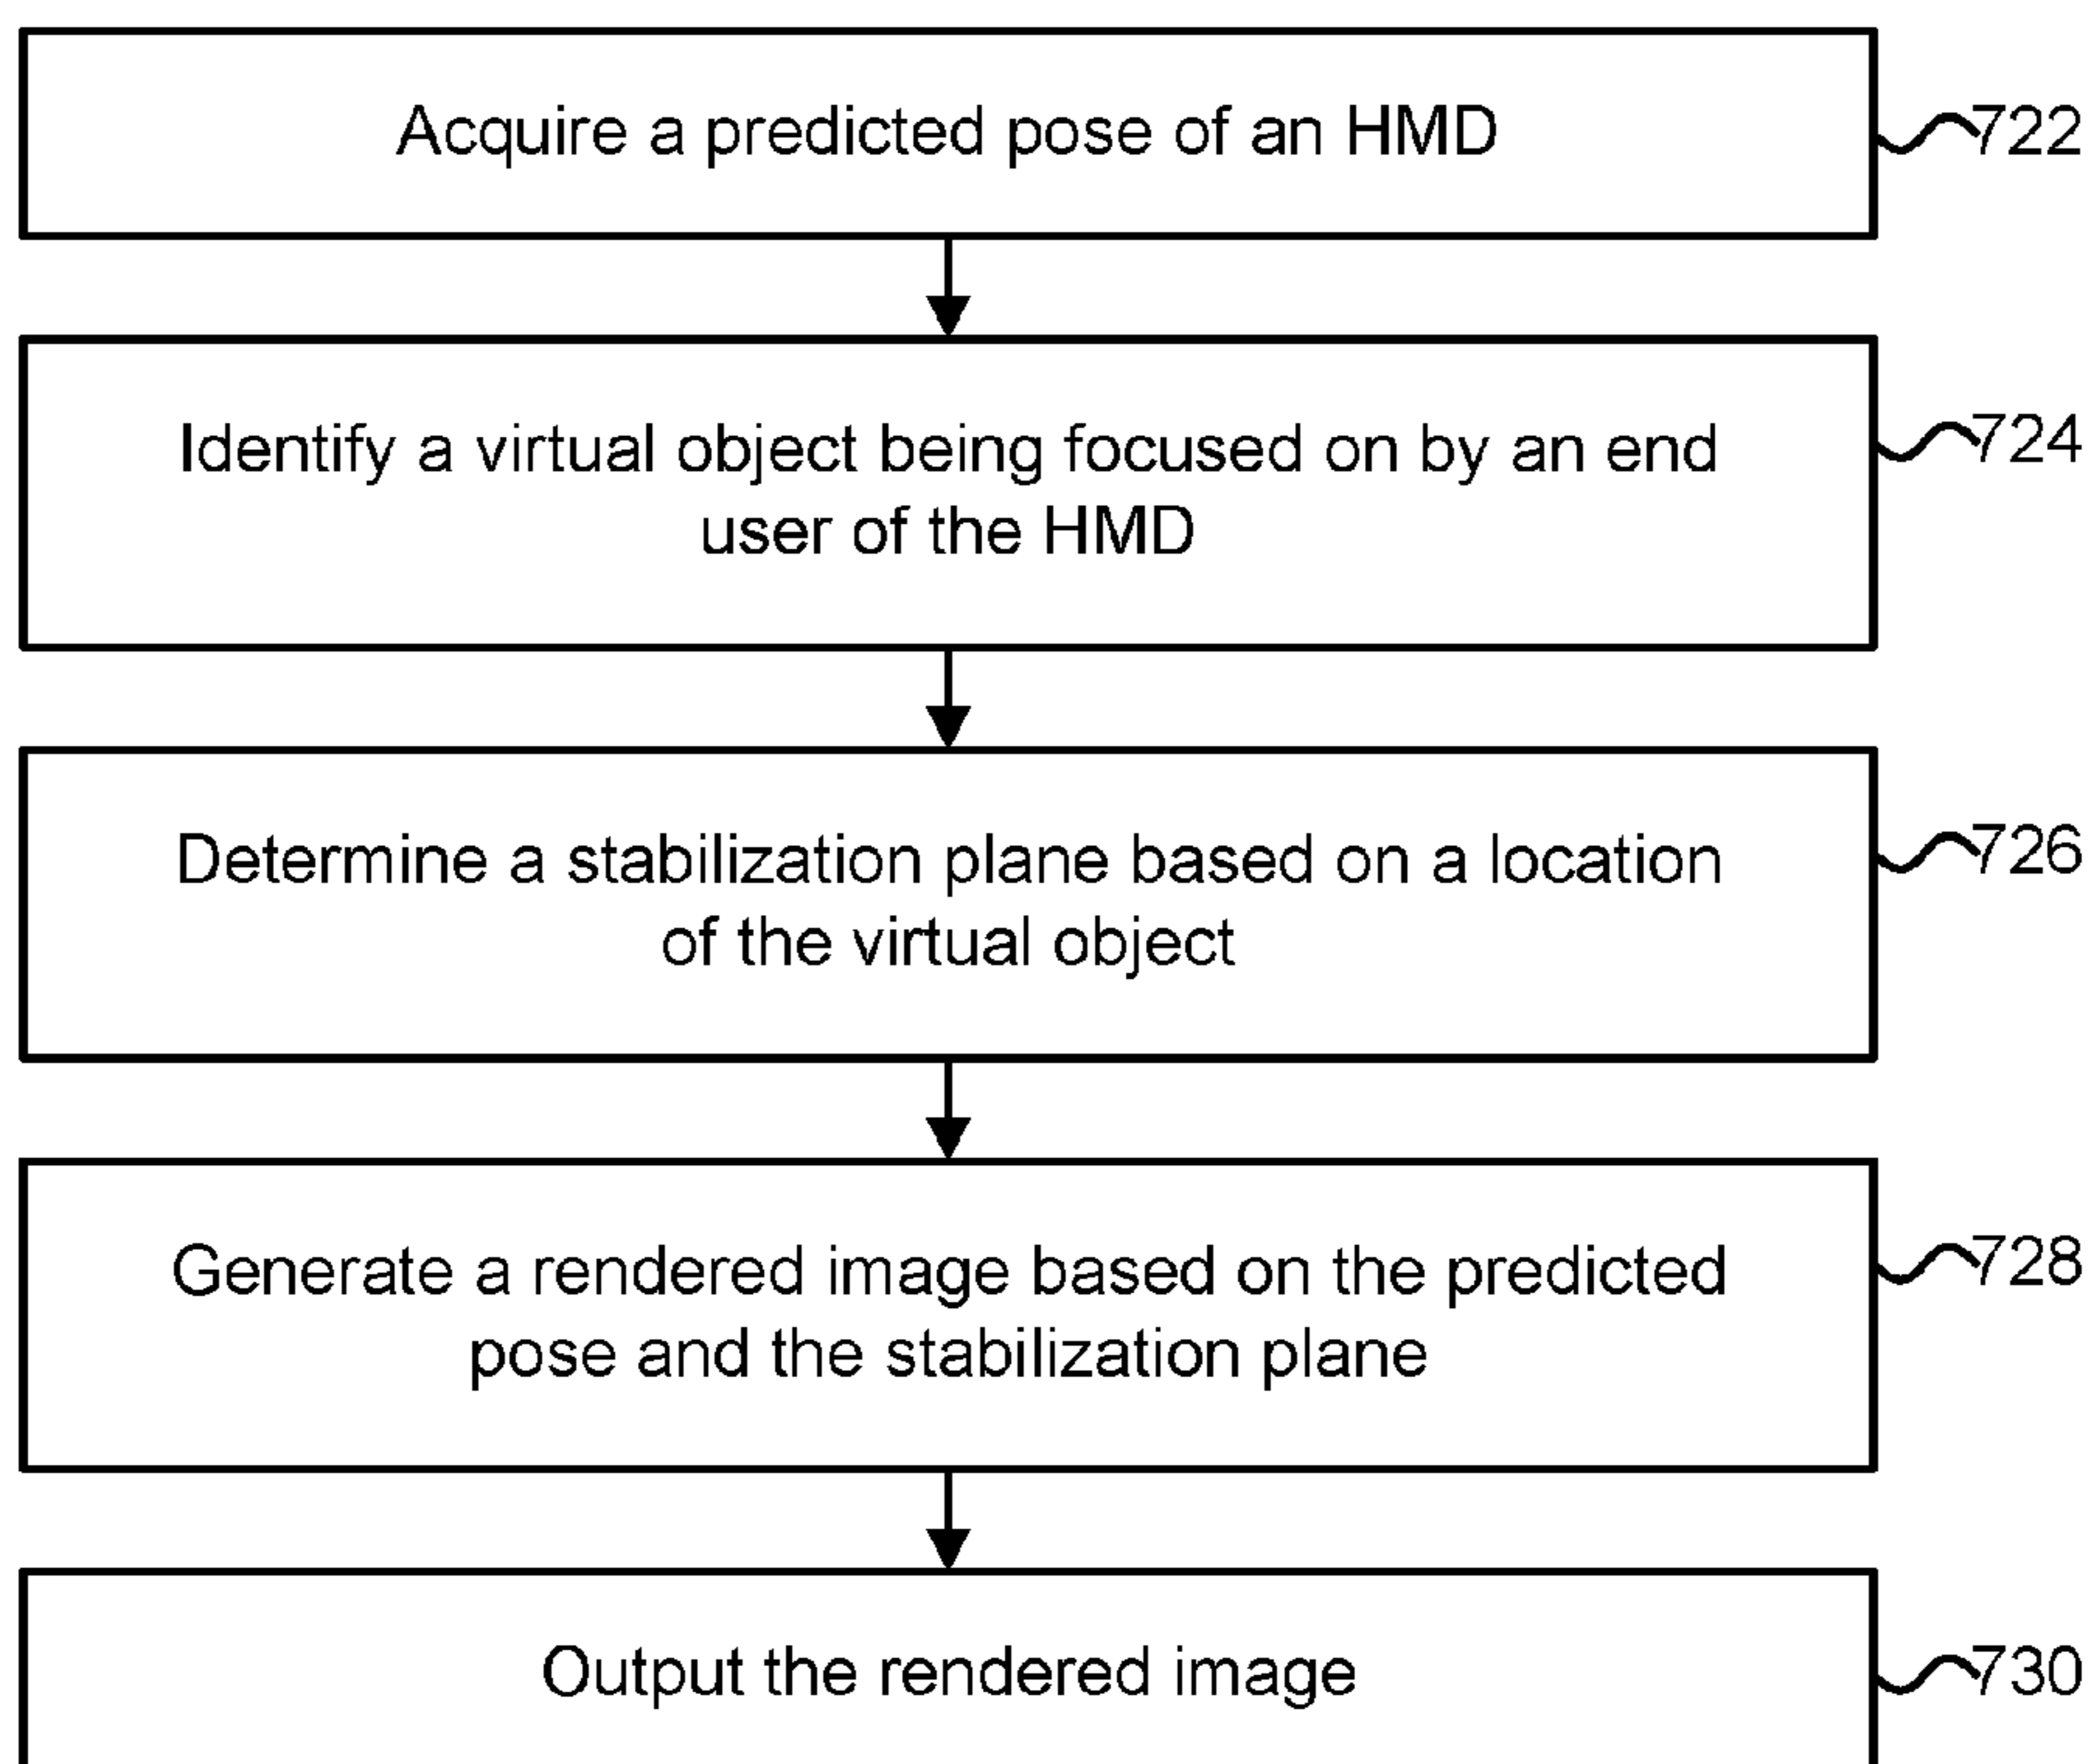 Acquire a predicted pose of an HMD
722
Identify a virtual object being focused on by an end
user of the HMD
724
Determine a stabilization plane based on a location
of the virtual object
726
Generate a rendered image based on the predicted
pose and the stabilization plane
728
Output the rendered image
730